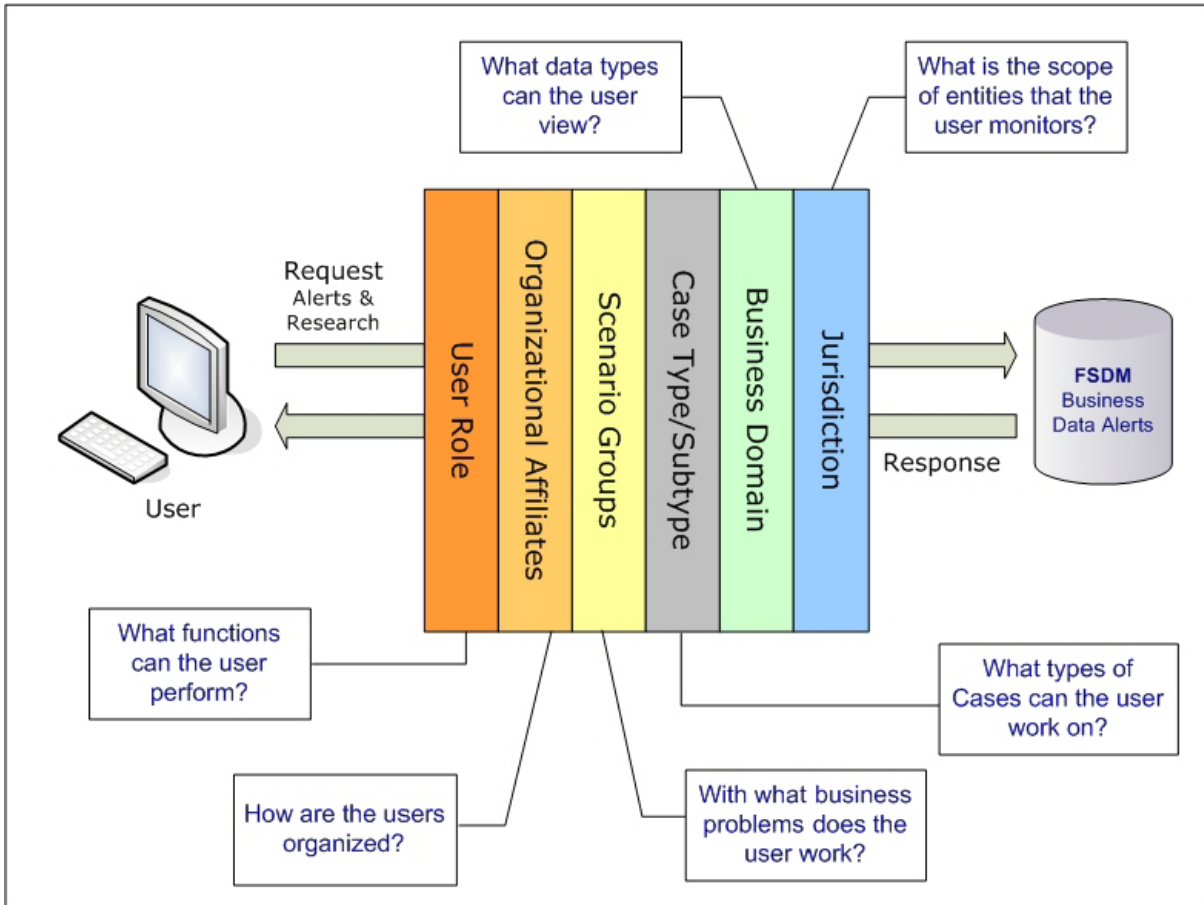 What data types
can the user
view?
What is the scope
of entities that the
user monitors?
Request
Alerts &
Research
User
User Role
Organizational Affiliates
Scenario Groups
Case Type/Subtype
Business Domain
Jurisdiction
FSDM
Business
Data Alerts
Response
What functions
can the user
perform?
How are the users
organized?
With what business
problems does the
user work?
What types of
Cases can the user
work on?